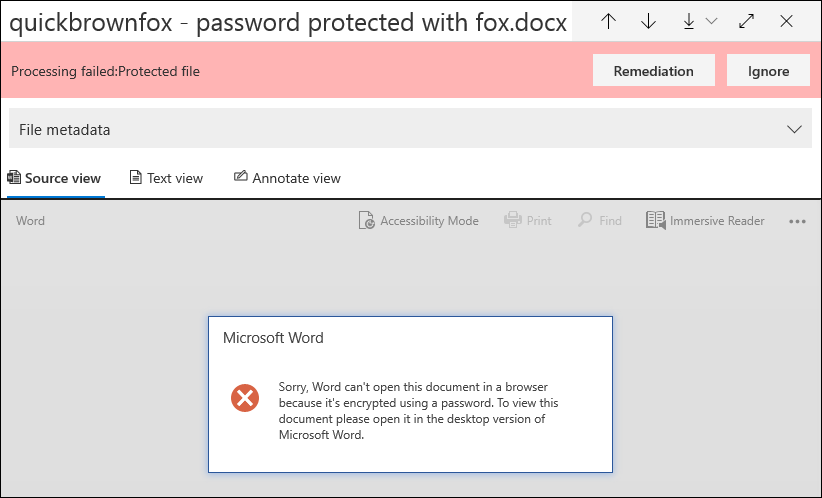 quickbrownfox - password protected with fox.docx
Processing failed:Protected file
Remediation
Ignore
File metadata
Source view
Text view
Annotate view
Word
Accessibility Mode
Print
Find
Immersive Reader
Microsoft Word
Sorry, Word can't open this document in a browser
because it's encrypted using a password. To view this
document please open it in the desktop version of
Microsoft Word.